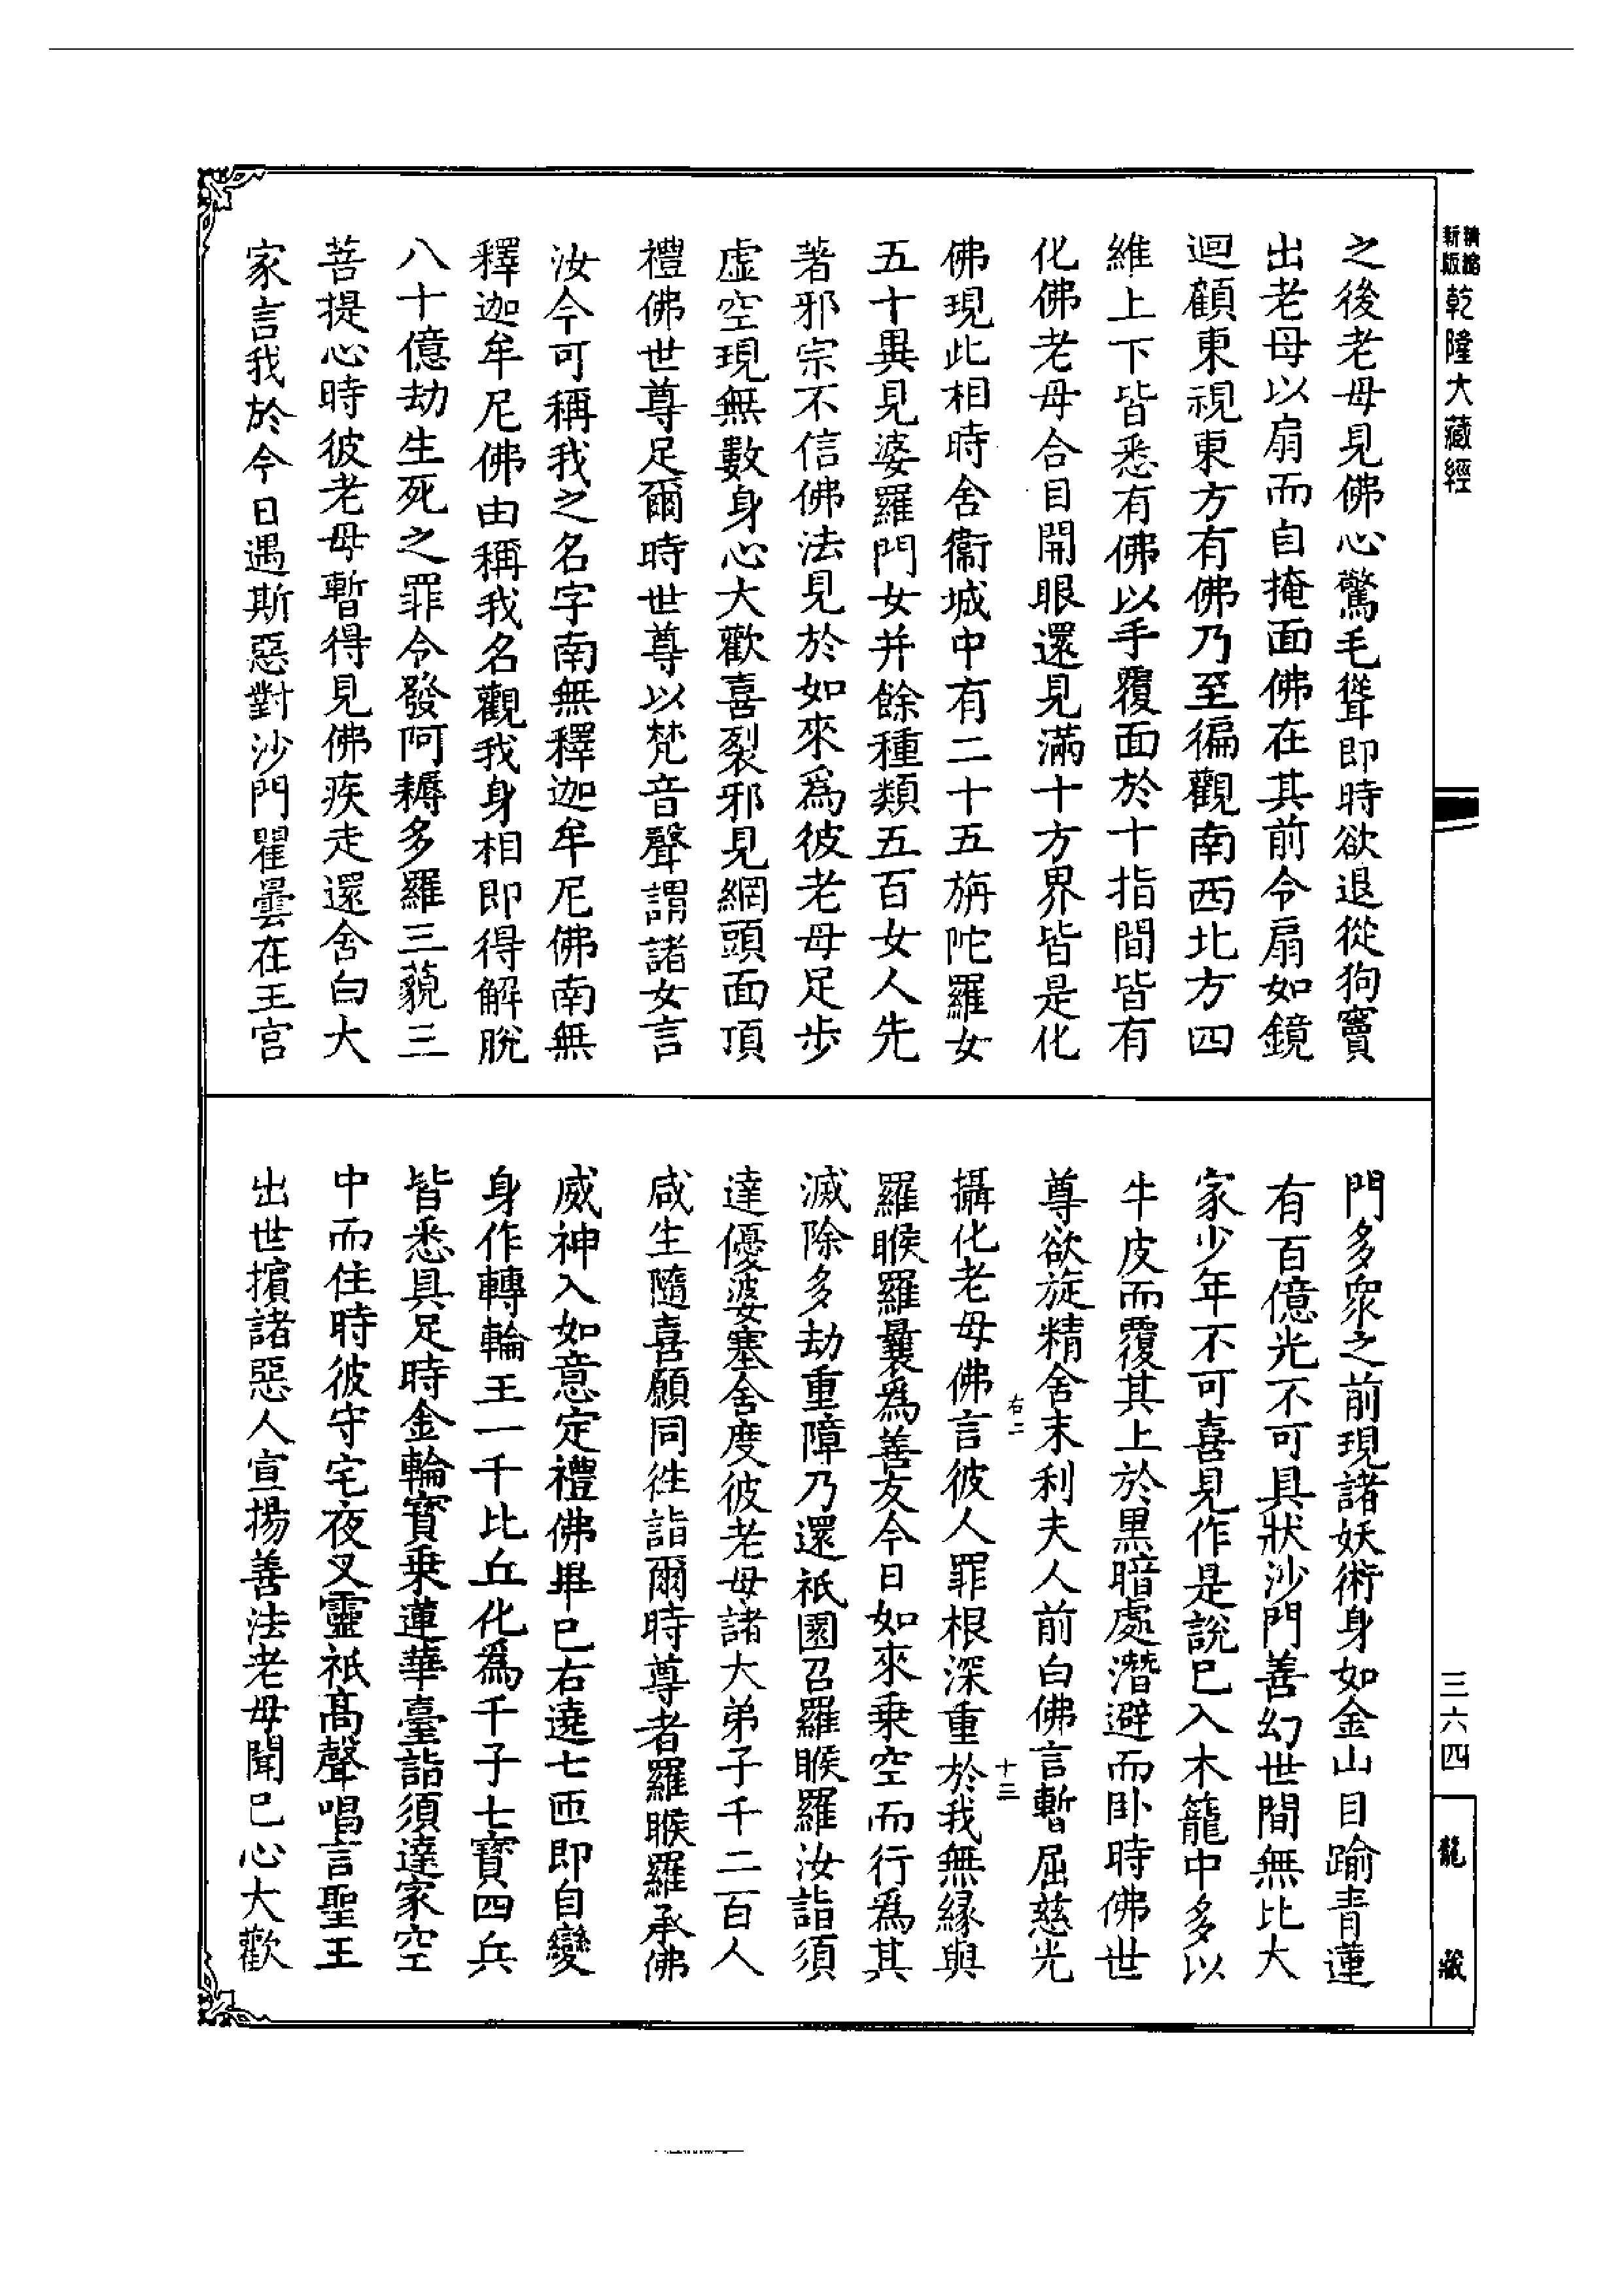 精縮新版乾隆大藏經
之後老母見佛心驚毛聳即時欲退從狗竇
出老母以扇而自掩面佛在其前令扇如鏡
迴顧東視東方有佛乃至徧觀南西北方四
維上下皆悉有佛以手覆面於十指間皆有
化佛老母合目開眼還見滿十方界皆是化
佛現此相時舍衞城中有二十五旃陀羅女
五十異見婆羅門女并餘種類五百女人先
著邪宗不信佛法見於如來爲彼老母足步
虛空現無數身心大歡喜裂邪見網頭面頂
禮佛世尊足爾時世尊以梵音聲謂諸女言
汝今可稱我之名字南無釋迦牟尼佛南無
釋迦牟尼佛由稱我名觀我身相即得解脫
八十億劫生死之罪令發阿耨多羅三藐三
菩提心時彼老母暫得見佛疾走還舍白大
家言我於今日遇斯惡對沙門瞿曇在王宮
門多衆之前現諸妖術身如金山目踰青蓮
有百億光不可具狀沙門善幻世間無比大
家少年不可喜見作是說已入木籠中多以
牛皮而覆其上於黑暗處潛避而卧時佛世
尊欲旋精舍末利夫人前白佛言暫屈慈光
右二
十三
攝化老母佛言彼人罪根深重於我無緣與
羅睺羅曩爲善友今日如來乘空而行爲其
滅除多劫重障乃還祇園召羅睺羅汝詣須
達優婆塞舍度彼老母諸大弟子千二百人
咸生隨喜願同徃詣爾時尊者羅睺羅承佛
威神入如意定禮佛畢已右遶七匝即自變
身作轉輪王一千比丘化爲千子七寶四兵
皆悉具足時金輪寶乘蓮華臺詣須達家空
中而住時彼守宅夜叉靈祇高聲唱言聖王
出世擯諸惡人宣揚善法老母聞已心大歡
三六四
龍藏